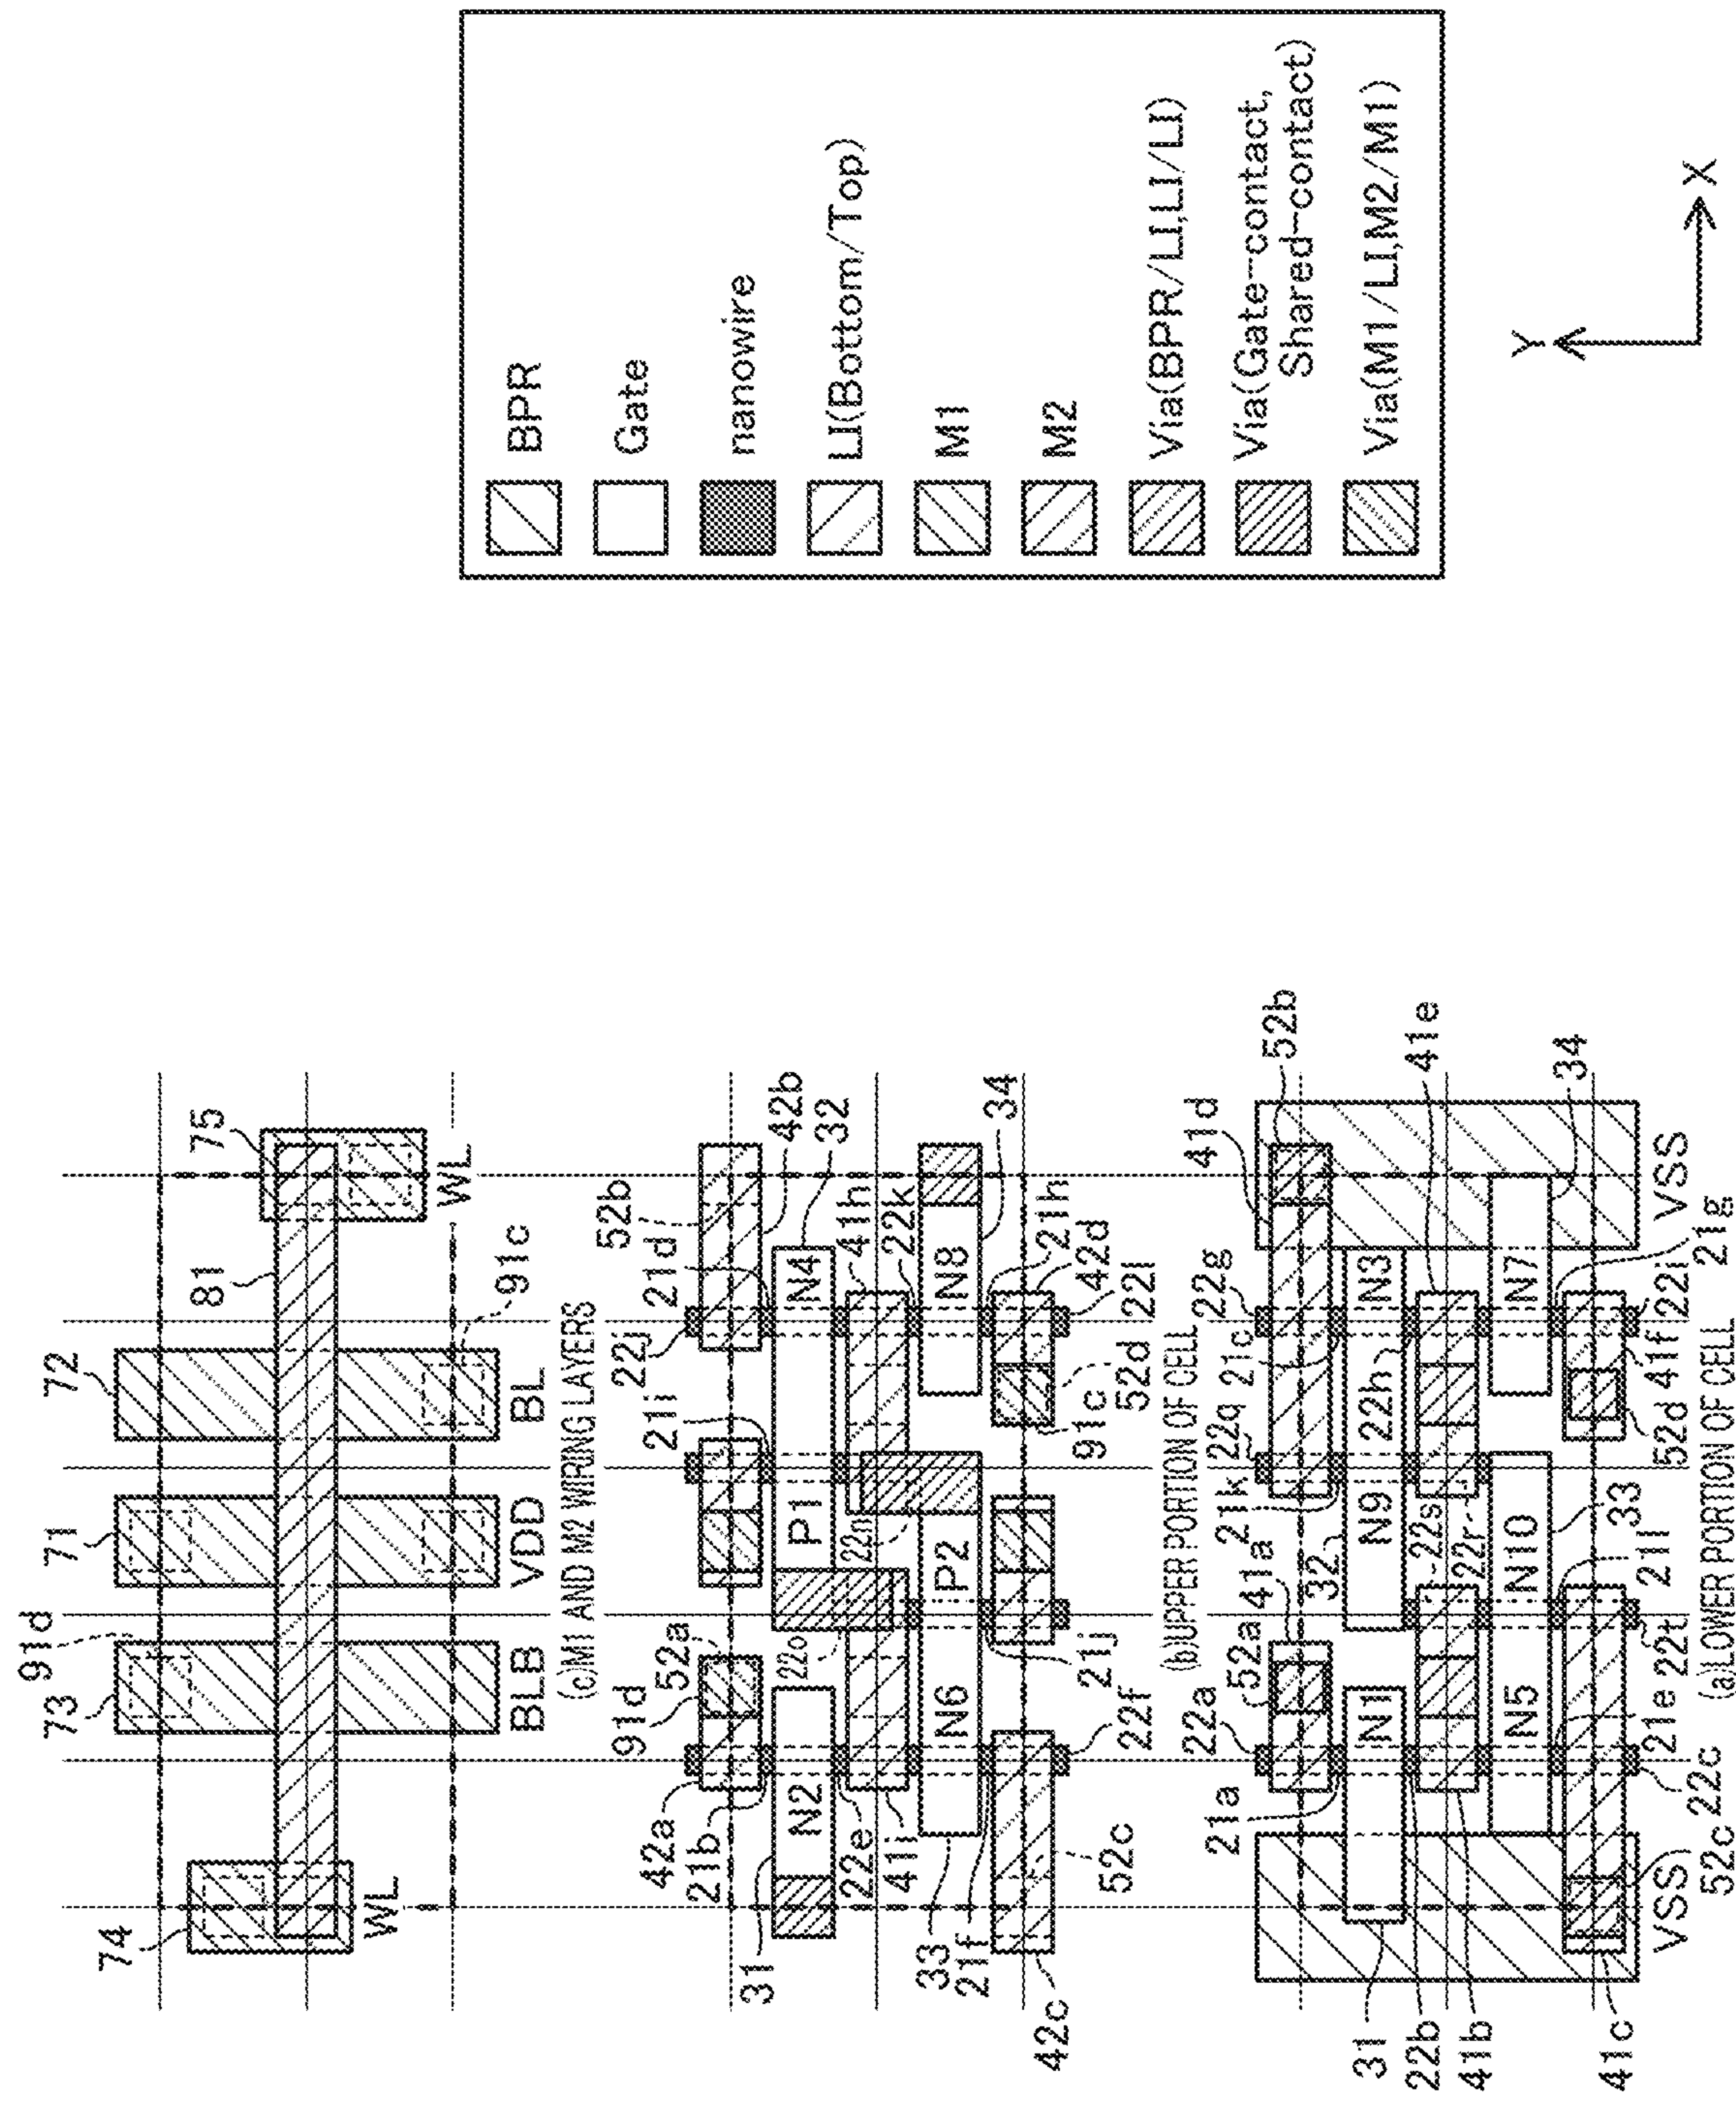 91d
73
71
72
74
81
75
WL
BLB
VDD
BL
WL
91c
(c)M1 AND M2 WIRING LAYERS
91d
52a
42a
21b
21i
22j
21d
52b
31
N2
P1
N4
42b
32
22e
22o
22n
41h
22k
41i
33
N6
P2
N8
34
21f
21j
21h
42c
52c
22f
91c
52d
42d
22l
(b)UPPER PORTION OF CELL
22a
52a
41a
21a
21k
22q
21c
22g
41d
52b
31
N1
32
N9
22h
N3
22b
22s
41e
41b
22r
N5
N10
N7
34
41c
33
21e
21l
22t
22c
52c
52d
41f
22i
21g
VSS
VSS
(a)LOWER PORTION OF CELL
BPR
Gate
nanowire
LI(Bottom/Top)
M1
M2
Via(BPR/LI,LI/LI)
Via(Gate-contact,
Shared-contact)
Via(M1/LI,M2/M1)
Y
X